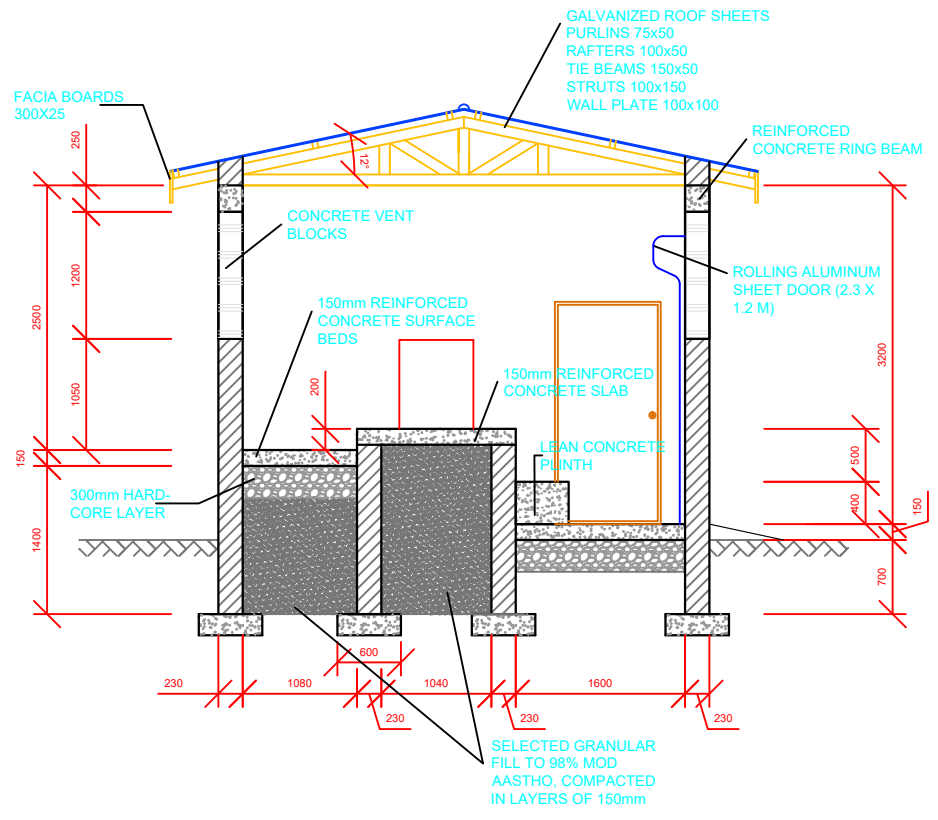 GALVANIZED ROOF SHEETS
PURLINS 75x50
RAFTERS 100x50
TIE BEAMS 150x50
STRUTS 100x150
WALL PLATE 100x100
FACIA BOARDS
300X25
REINFORCED
CONCRETE RING BEAM
250
12°
CONCRETE VENT
BLOCKS
ROLLING ALUMINUM
SHEET DOOR (2.3 X
1.2 M)
1200
2500
3200
150mm REINFORCED
CONCRETE SURFACE
BEDS
150mm REINFORCED
CONCRETE SLAB
200
1050
LEAN CONCRETE
PLINTH
150
500
300mm HARD-
CORE LAYER
400
150
1400
700
600
230
1080
1040
1600
230
230
230
SELECTED GRANULAR
FILL TO 98% MOD
AASTHO, COMPACTED
IN LAYERS OF 150mm